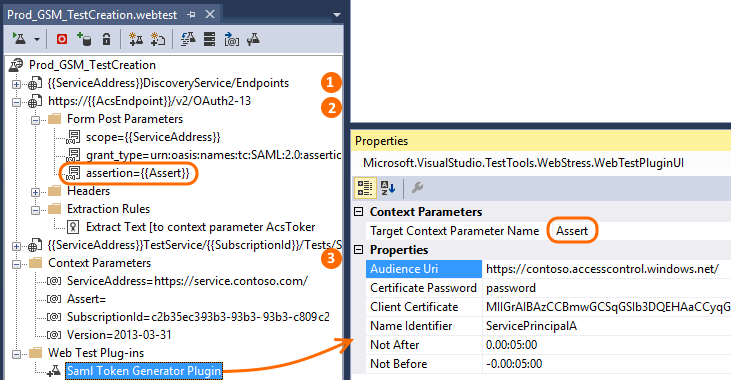 Prod_GSM_TestCreation.webtest
Prod_GSM_TestCreation
{{ServiceAddress}}DiscoveryService/Endpoints
1
https://{{AcsEndpoint}}/v2/OAuth2-13
2
Form Post Parameters
scope={{ServiceAddress}}
grant_type=urn:oasis:names:tc:SAML:2.0:assertic
assertion={{Assert}}
Headers
Extraction Rules
Extract Text [to context parameter AcsToker
{{ServiceAddress}}TestService/{{SubscriptionId}}/Tests/S
3
Context Parameters
ServiceAddress=https://service.contoso.com/
Assert=
SubscriptionId=c2b35ec393b3-93b3- 93b3-c809c2
Version=2013-03-31
Web Test Plug-ins
Saml Token Generator Plugin
Properties
Microsoft.VisualStudio.TestTools.WebStress.WebTestPluginUI
Context Parameters
Target Context Parameter Name Assert
Properties
Audience Uri https://contoso.accesscontrol.windows.net/
Certificate Password password
Client Certificate MIIGrAIBAzCCBmwGCSqGSIb3DQEHAaCCyqG
Name Identifier ServicePrincipalA
Not After 0.00:05:00
Not Before -0.00:05:00